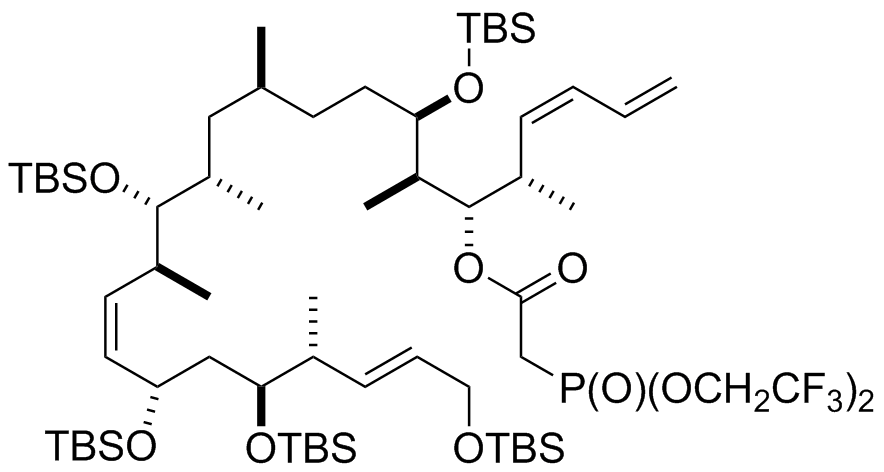 TBS
O
TBSO
O
O
P(O)(OCH2CF3)2
TBSO
OTBS
OTBS